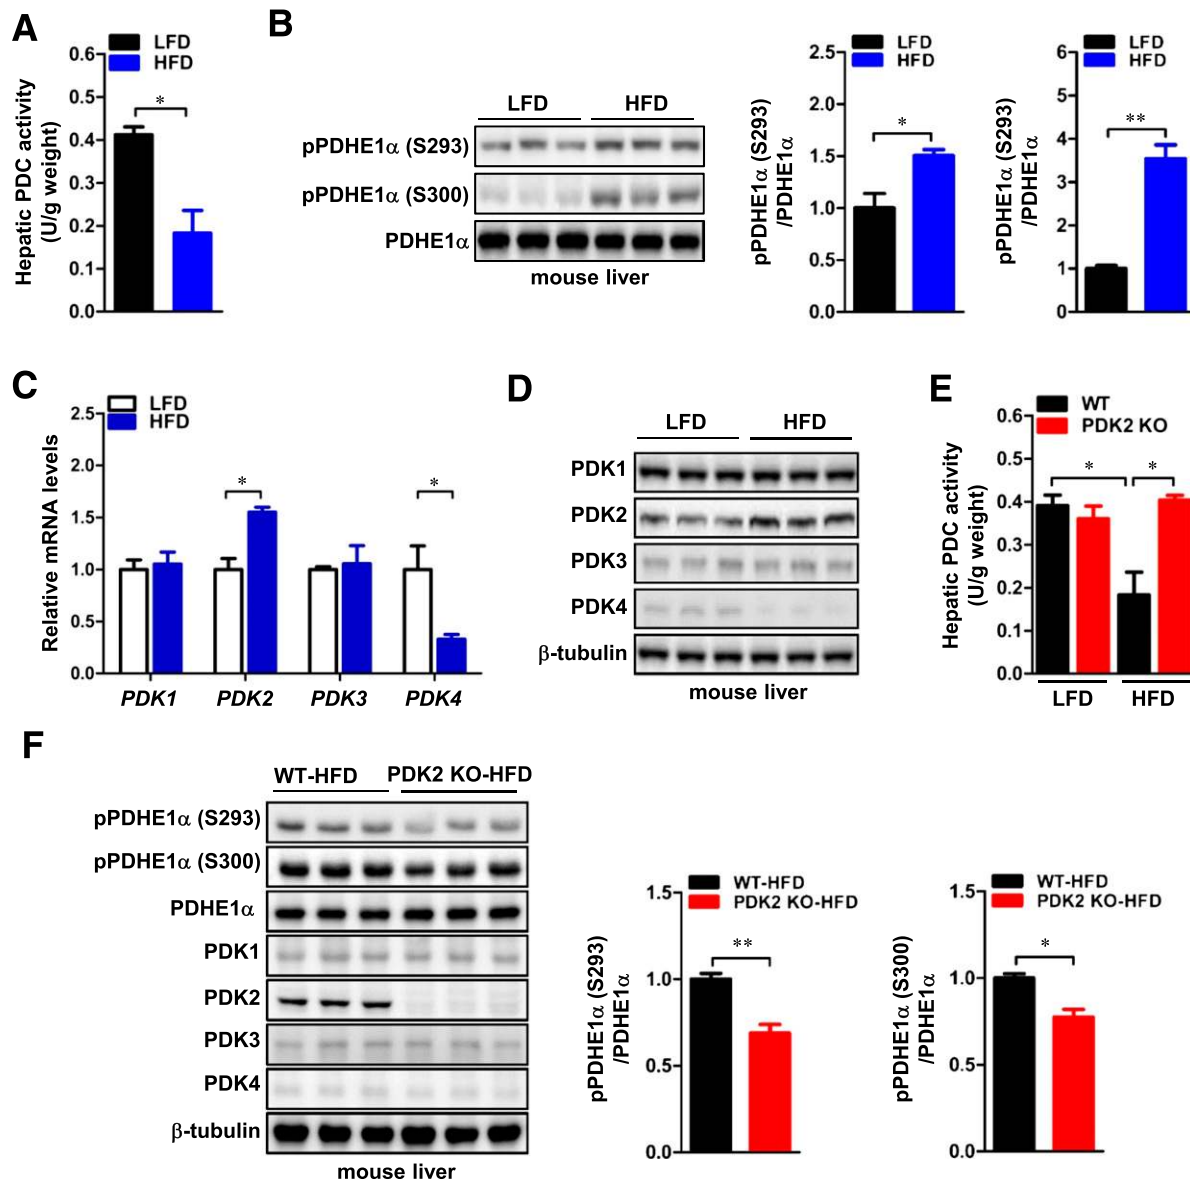 A
LFD
HFD
Hepatic PDC activity
(U/g weight)
0.6
0.5
0.4
0.3
0.2
0.1
0.0
*
B
LFD HFD
pPDHE1α (S293)
pPDHE1α (S300)
PDHE1α
mouse liver
LFD
HFD
pPDHE1α (S293)
/PDHE1α
2.5
2.0
1.5
1.0
0.5
0.0
*
LFD
HFD
pPDHE1α (S293)
/PDHE1α
6
5
4
3
2
1
0
**
C
LFD
HFD
Relative mRNA levels
2.5
2.0
1.5
1.0
0.5
0.0
* *
PDK1 PDK2 PDK3 PDK4
D
LFD HFD
PDK1
PDK2
PDK3
PDK4
β-tubulin
mouse liver
E
WT
PDK2 KO
Hepatic PDC activity
(U/g weight)
0.6
0.5
0.4
0.3
0.2
0.1
0.0
* *
LFD HFD
F
WT-HFD PDK2 KO-HFD
pPDHE1α (S293)
pPDHE1α (S300)
PDHE1α
PDK1
PDK2
PDK3
PDK4
β-tubulin
mouse liver
WT-HFD
PDK2 KO-HFD
pPDHE1α (S293)
/PDHE1α
1.5
1.0
0.5
0.0
**
WT-HFD
PDK2 KO-HFD
pPDHE1α (S300)
/PDHE1α
1.5
1.0
0.5
0.0
*